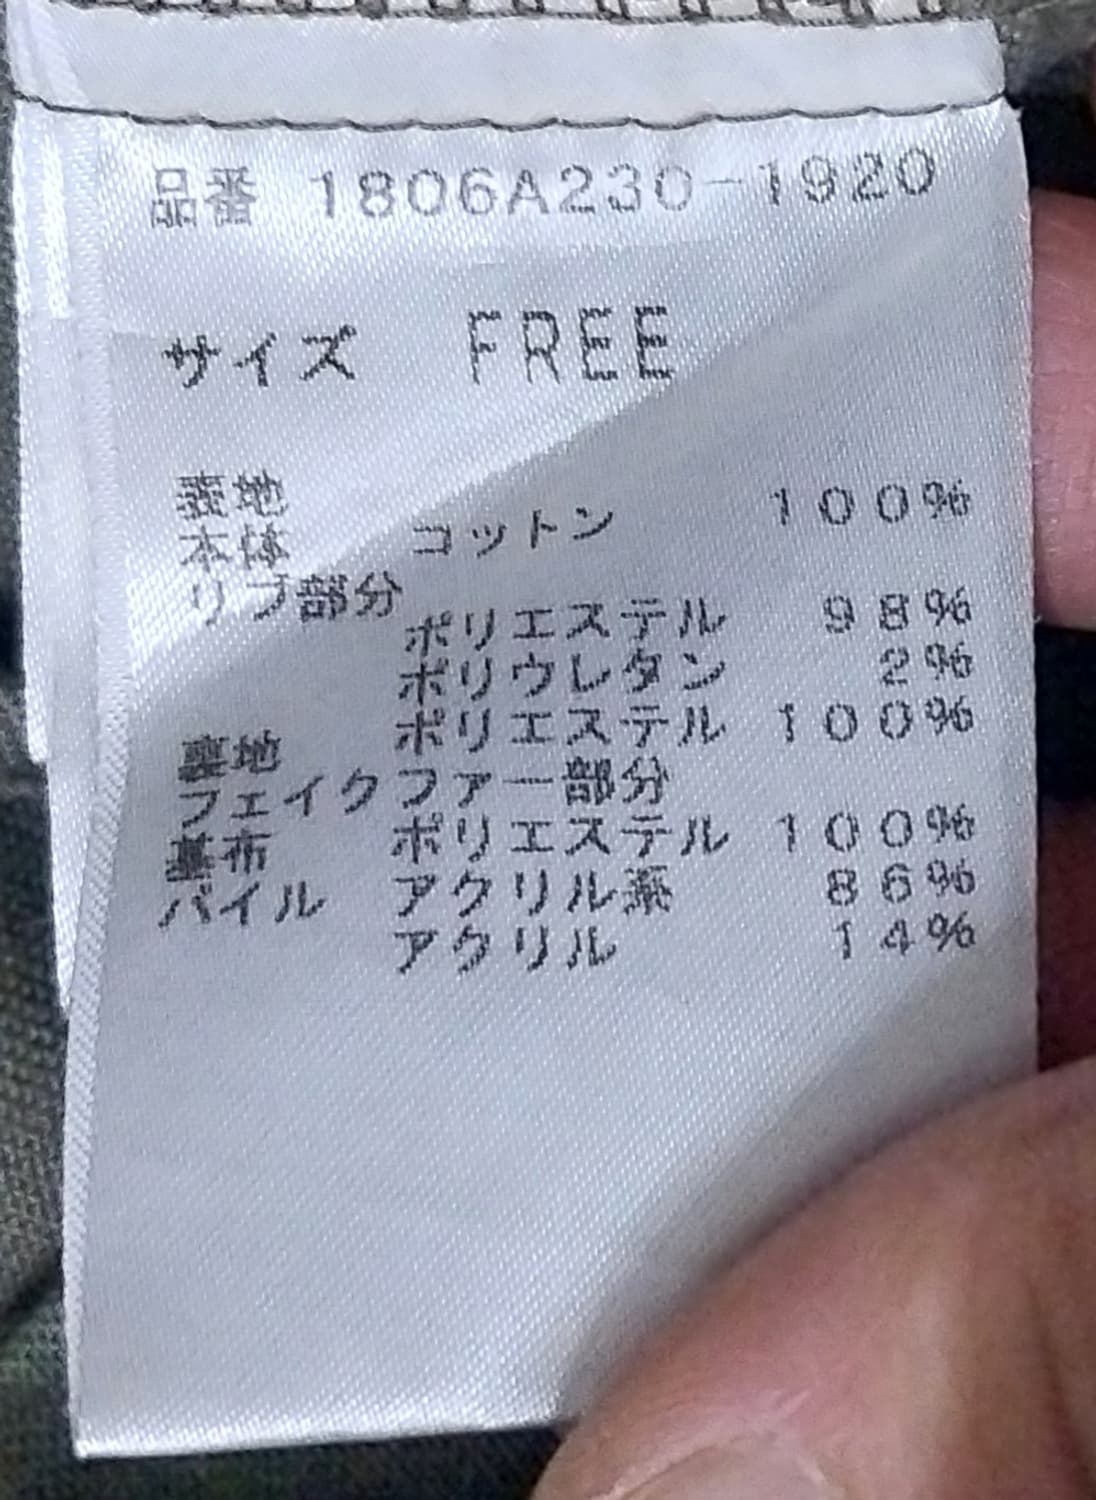 品番 1806A230-1920
サイズ FREE
表地
本体 コットン 100%
リブ部分
ポリエステル 98%
ポリウレタン 2%
裏地 ポリエステル 100%
フェイクファー部分
基布 ポリエステル 100%
パイル アクリル系 86%
アクリル 14%